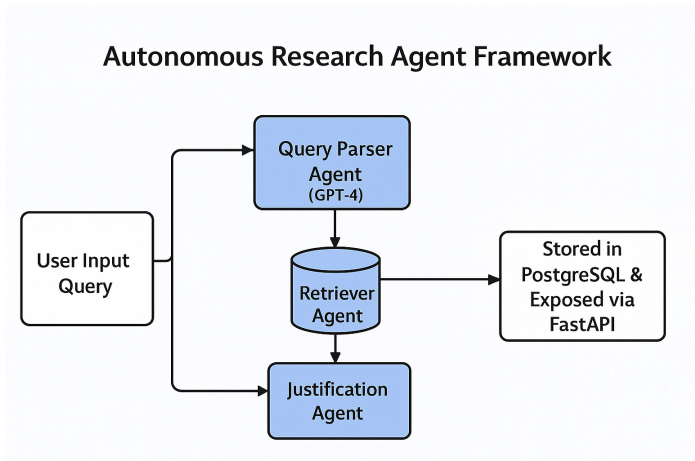 Autonomous Research Agent Framework
Query Parser
Agent
(GPT-4)
User Input
Query
Retriever
Agent
Stored in
PostgreSQL &
Exposed via
FastAPI
Justification
Agent